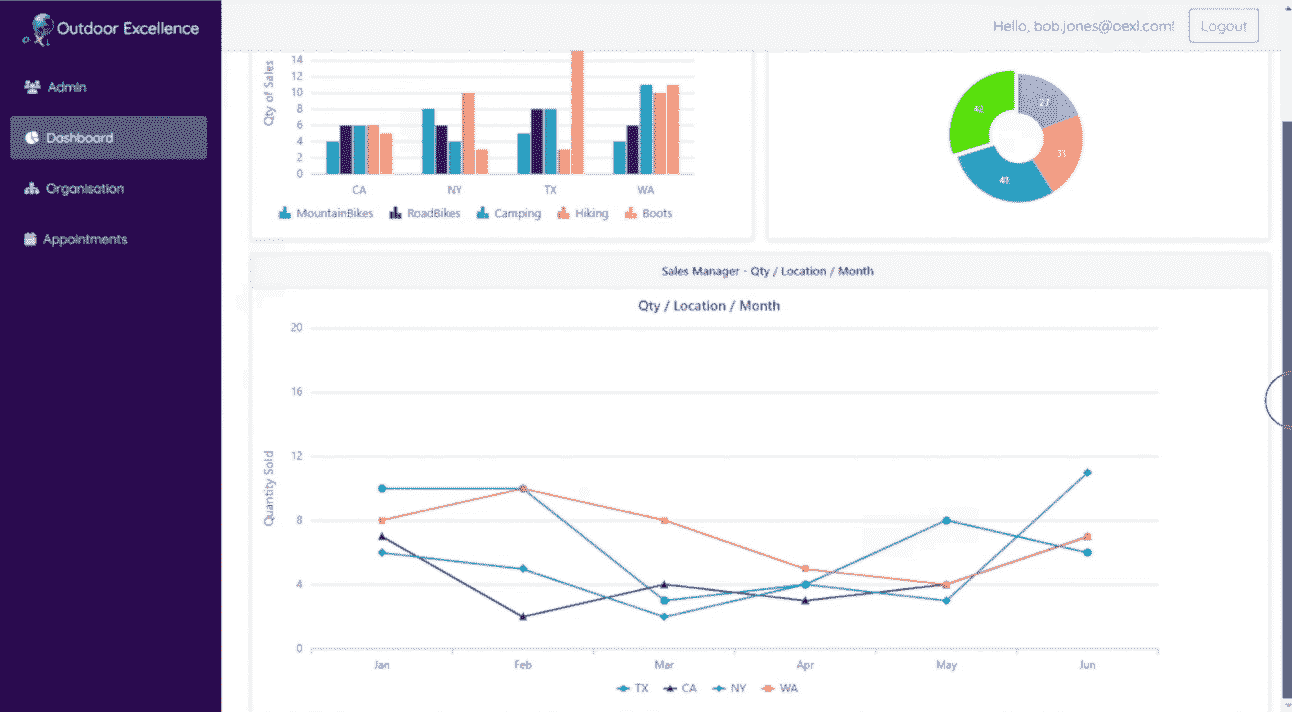 Outdoor Excellence
Hello, bob.jones@oexl.com!
Logout
Admin
Dashboard
Organisation
Appointments
Qty of Sales
14
12
10
8
6
4
2
0
CA NY TX WA
MountainBikes RoadBikes Camping Hiking Boots
27
42
41
Sales Manager - Qty / Location / Month
Qty / Location / Month
Quantity Sold
20
16
12
8
4
0
Jan Feb Mar Apr May Jun
TX CA NY WA